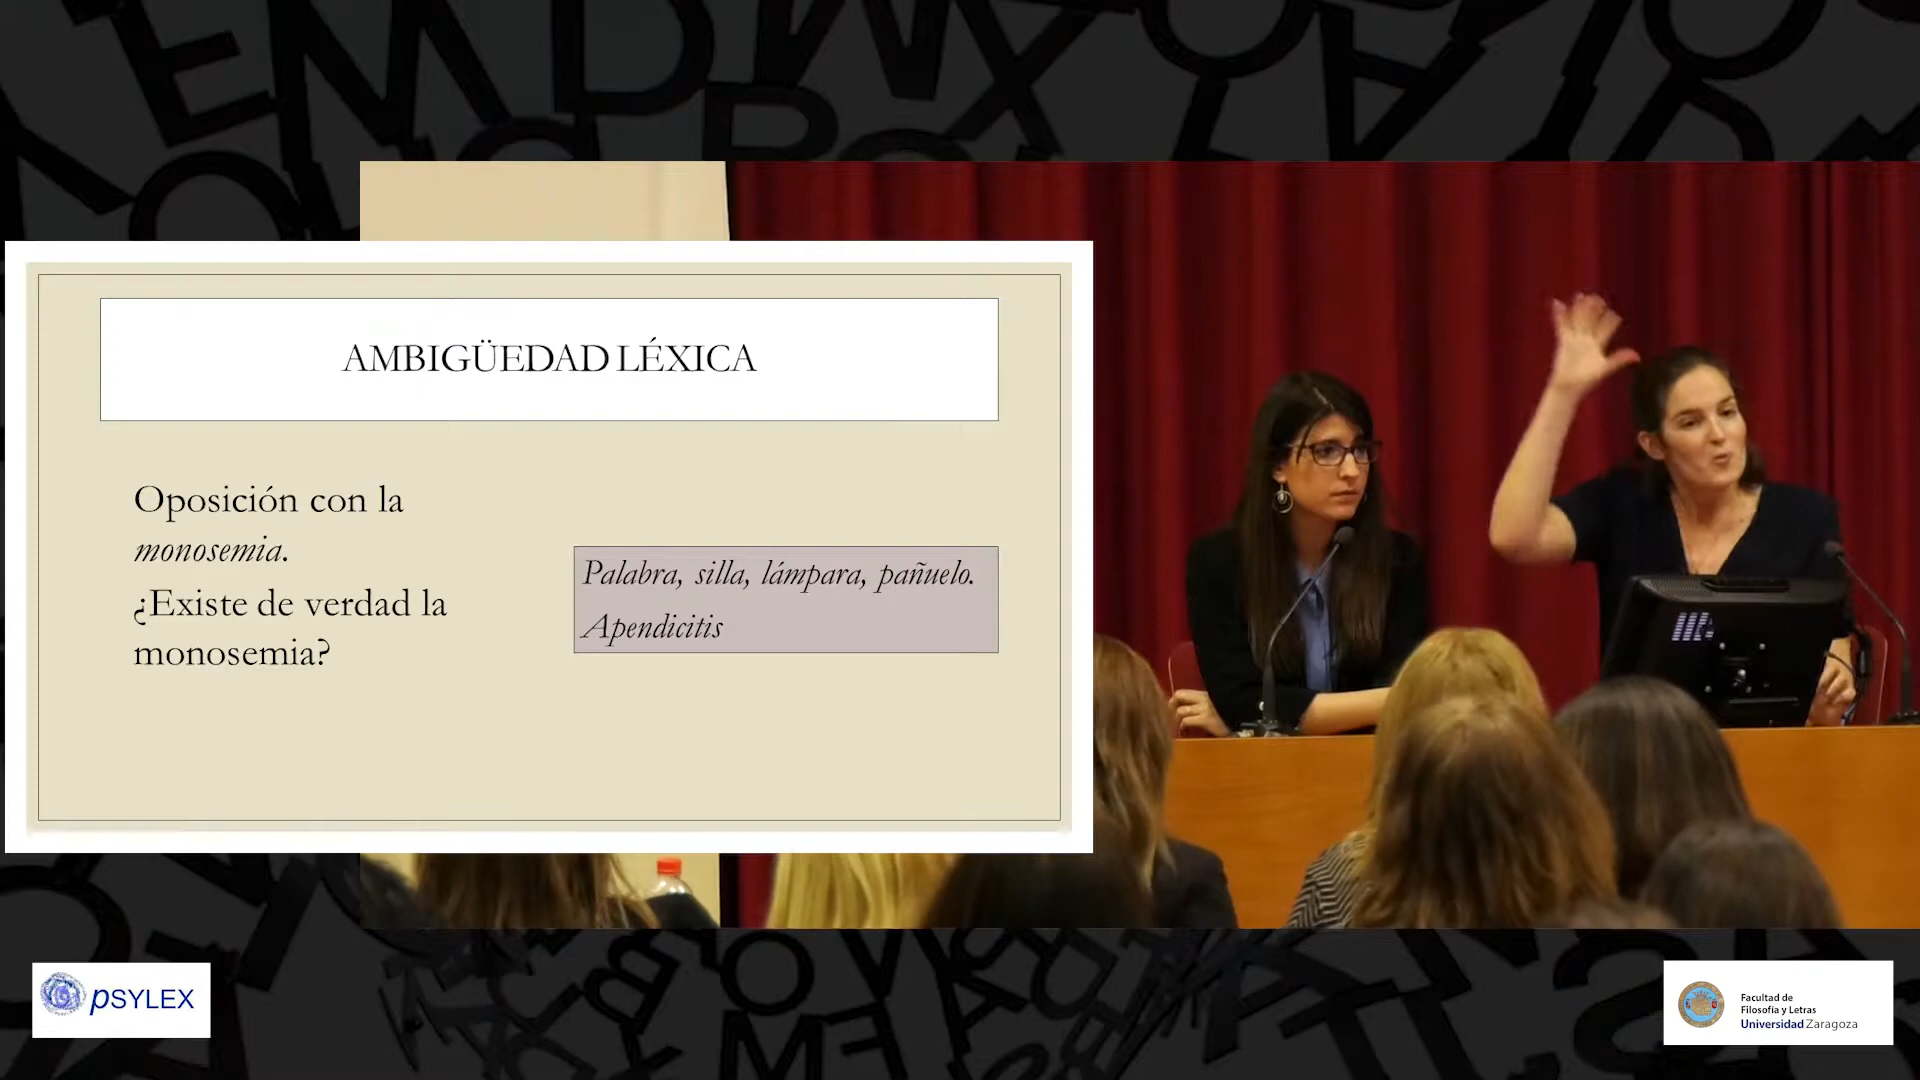 AMBIGÜEDAD LÉXICA
Oposición con la
monosemia.
¿Existe de verdad la
monosemia?
Palabra, silla, lámpara, pañuelo.
Apendicitis
pSYLEX
Facultad de
Filosofía y Letras
Universidad Zaragoza